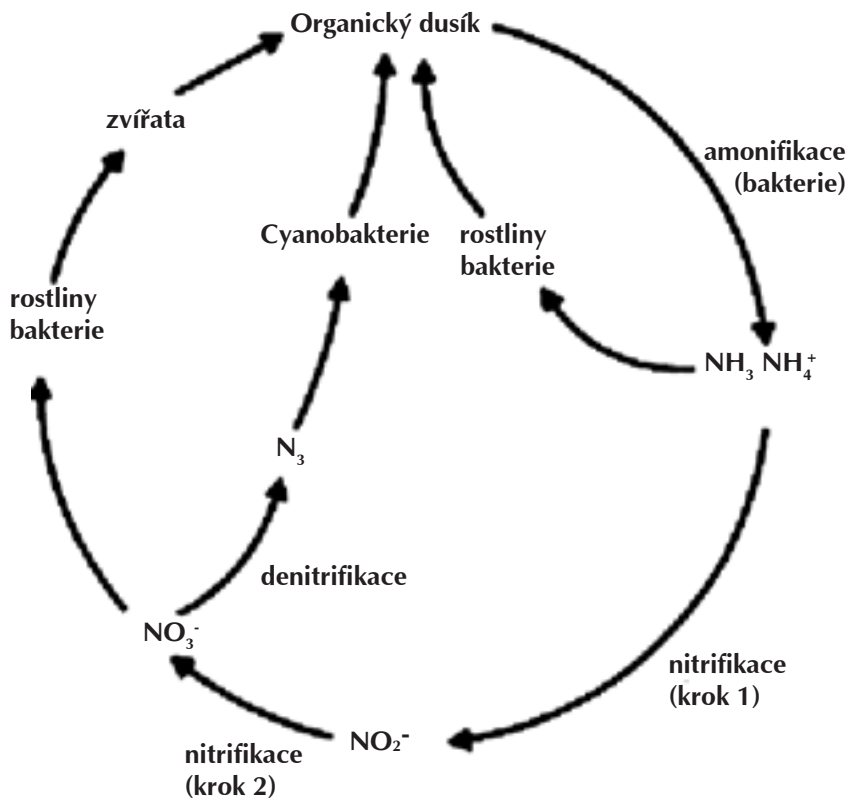 Organický dusík
zvířata
amonifikace
(bakterie)
Cyanobakterie
rostliny
bakterie
rostliny
bakterie
NH₃ NH₄⁺
N₃
denitrifikace
NO₃⁻
nitrifikace
(krok 1)
NO₂⁻
nitrifikace
(krok 2)